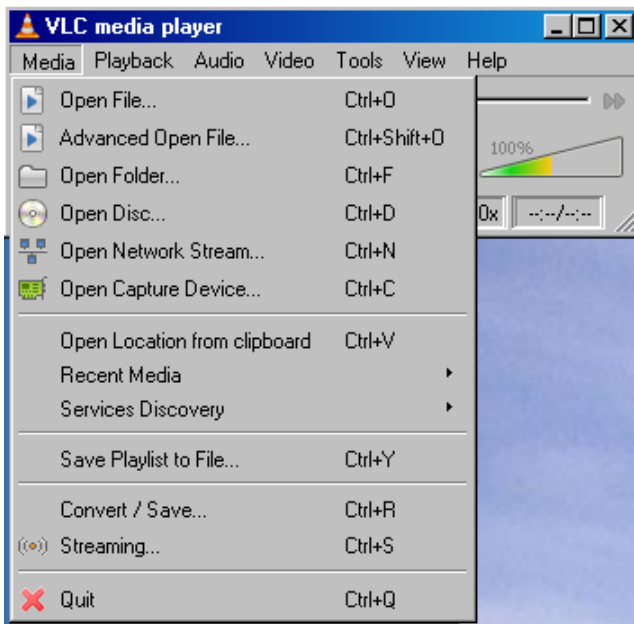 VLC media player
Media Playback Audio Video Tools View Help
Open File... Ctrl+O
Advanced Open File... Ctrl+Shift+O
100%
Open Folder... Ctrl+F
Open Disc... Ctrl+D
0x --:--/--:--
Open Network Stream... Ctrl+N
Open Capture Device... Ctrl+C
Open Location from clipboard Ctrl+V
Recent Media
Services Discovery
Save Playlist to File... Ctrl+Y
Convert / Save... Ctrl+R
Streaming... Ctrl+S
Quit Ctrl+Q